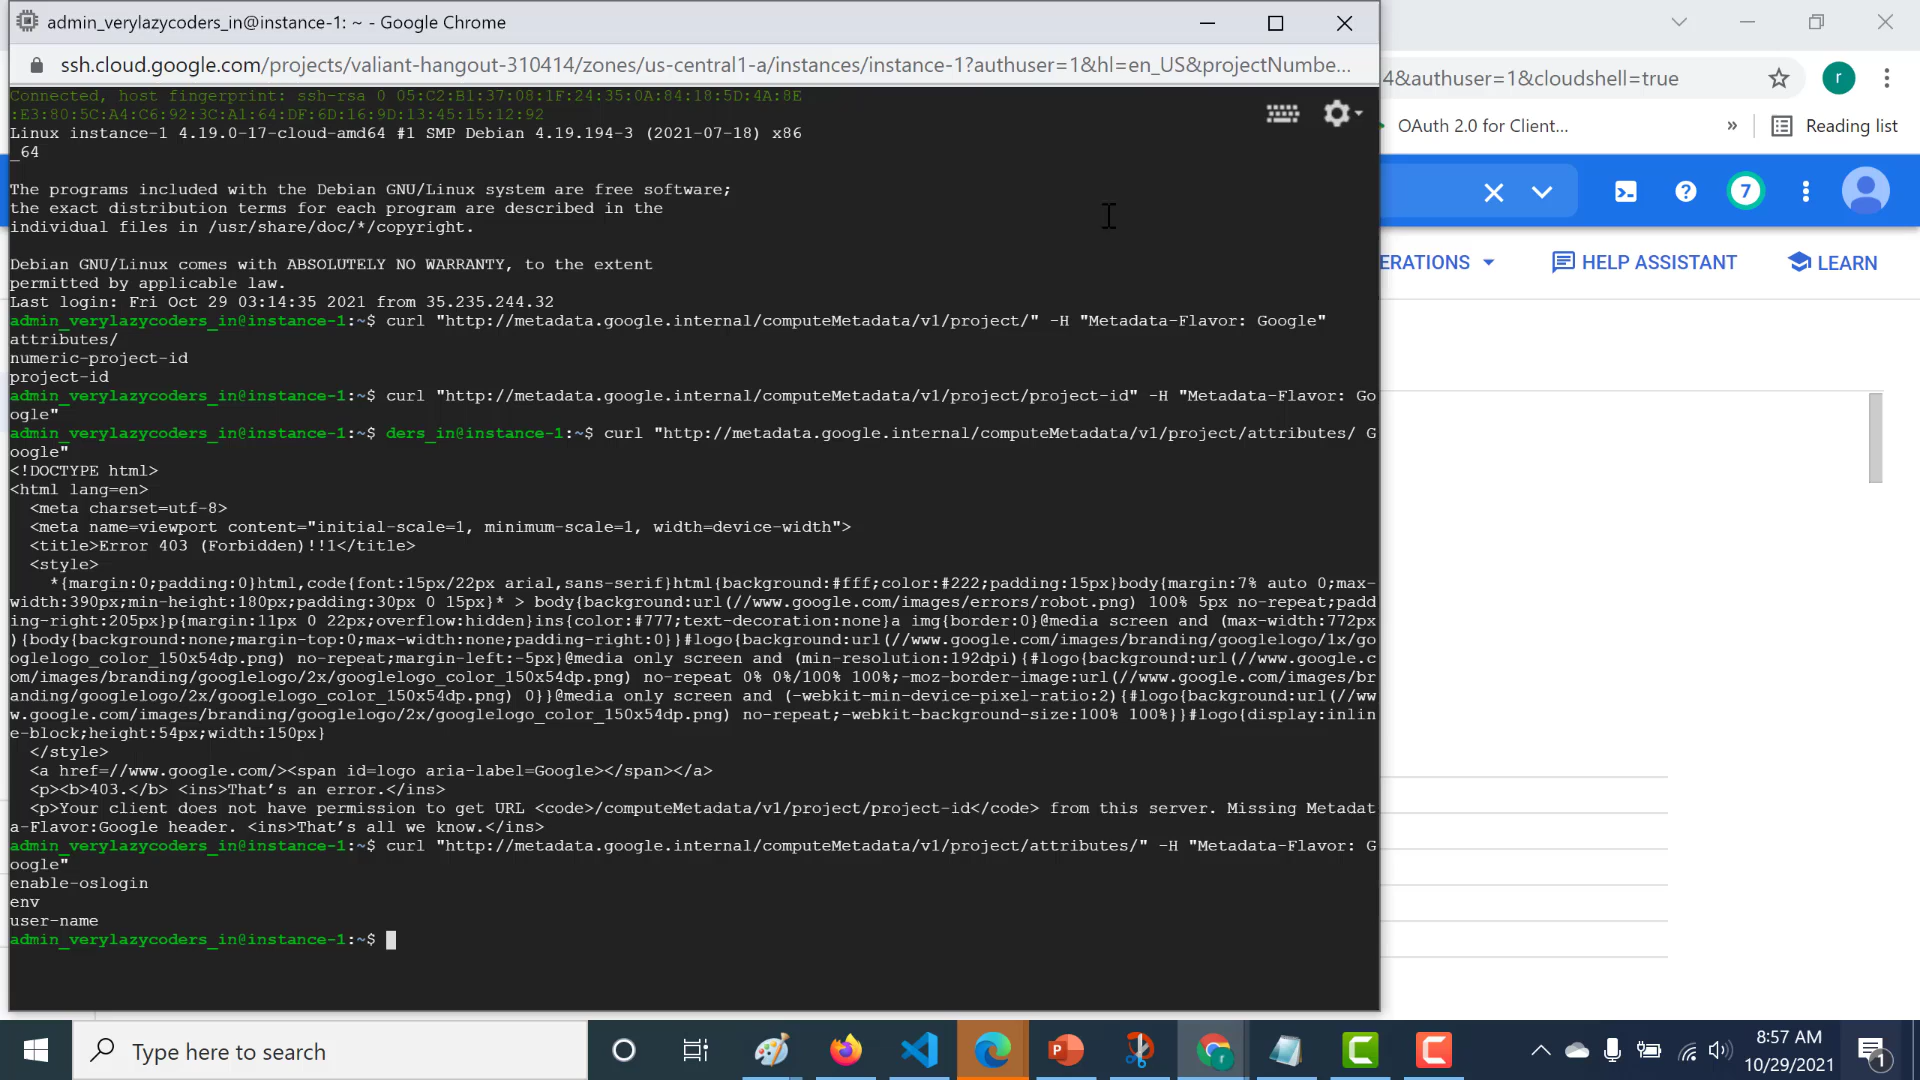 admin_verylazycoders_in@instance-1: ~ - Google Chrome
ssh.cloud.google.com/projects/valiant-hangout-310414/zones/us-central1-a/instances/instance-1?authuser=1&hl=en_US&projectNumbe...
4&authuser=1&cloudshell=true
r
OAuth 2.0 for Client...
»
Reading list
7
ERATIONS
HELP ASSISTANT
LEARN
Connected, host fingerprint: ssh-rsa 0 05:C2:B1:37:08:1F:24:35:0A:84:18:5D:4A:8E
:E3:80:5C:A4:C6:92:3C:A1:64:DF:6D:16:9D:13:45:15:12:92
Linux instance-1 4.19.0-17-cloud-amd64 #1 SMP Debian 4.19.194-3 (2021-07-18) x86
_64
The programs included with the Debian GNU/Linux system are free software;
the exact distribution terms for each program are described in the
individual files in /usr/share/doc/*/copyright.
Debian GNU/Linux comes with ABSOLUTELY NO WARRANTY, to the extent
permitted by applicable law.
Last login: Fri Oct 29 03:14:35 2021 from 35.235.244.32
admin_verylazycoders_in@instance-1:~$ curl "http://metadata.google.internal/computeMetadata/v1/project/" -H "Metadata-Flavor: Google"
attributes/
numeric-project-id
project-id
admin_verylazycoders_in@instance-1:~$ curl "http://metadata.google.internal/computeMetadata/v1/project/project-id" -H "Metadata-Flavor: Go
ogle"
admin_verylazycoders_in@instance-1:~$ ders_in@instance-1:~$ curl "http://metadata.google.internal/computeMetadata/v1/project/attributes/ G
oogle"
<!DOCTYPE html>
<html lang=en>
<meta charset=utf-8>
<meta name=viewport content="initial-scale=1, minimum-scale=1, width=device-width">
<title>Error 403 (Forbidden)!!1</title>
<style>
*{margin:0;padding:0}html,code{font:15px/22px arial,sans-serif}html{background:#fff;color:#222;padding:15px}body{margin:7% auto 0;max-
width:390px;min-height:180px;padding:30px 0 15px}* > body{background:url(//www.google.com/images/errors/robot.png) 100% 5px no-repeat;padd
ing-right:205px}p{margin:11px 0 22px;overflow:hidden}ins{color:#777;text-decoration:none}a img{border:0}@media screen and (max-width:772px
){body{background:none;margin-top:0;max-width:none;padding-right:0}}#logo{background:url(//www.google.com/images/branding/googlelogo/1x/go
oglelogo_color_150x54dp.png) no-repeat;margin-left:-5px}@media only screen and (min-resolution:192dpi){#logo{background:url(//www.google.c
om/images/branding/googlelogo/2x/googlelogo_color_150x54dp.png) no-repeat 0% 0%/100% 100%;-moz-border-image:url(//www.google.com/images/br
anding/googlelogo/2x/googlelogo_color_150x54dp.png) 0}}@media only screen and (-webkit-min-device-pixel-ratio:2){#logo{background:url(//ww
w.google.com/images/branding/googlelogo/2x/googlelogo_color_150x54dp.png) no-repeat;-webkit-background-size:100% 100%}}#logo{display:inlin
e-block;height:54px;width:150px}
</style>
<a href=//www.google.com/><span id=logo aria-label=Google></span></a>
<p><b>403.</b> <ins>That's an error.</ins>
<p>Your client does not have permission to get URL <code>/computeMetadata/v1/project/project-id</code> from this server. Missing Metadat
a-Flavor:Google header. <ins>That's all we know.</ins>
admin_verylazycoders_in@instance-1:~$ curl "http://metadata.google.internal/computeMetadata/v1/project/attributes/" -H "Metadata-Flavor: G
oogle"
enable-oslogin
env
user-name
admin_verylazycoders_in@instance-1:~$
Type here to search
8:57 AM
10/29/2021
1